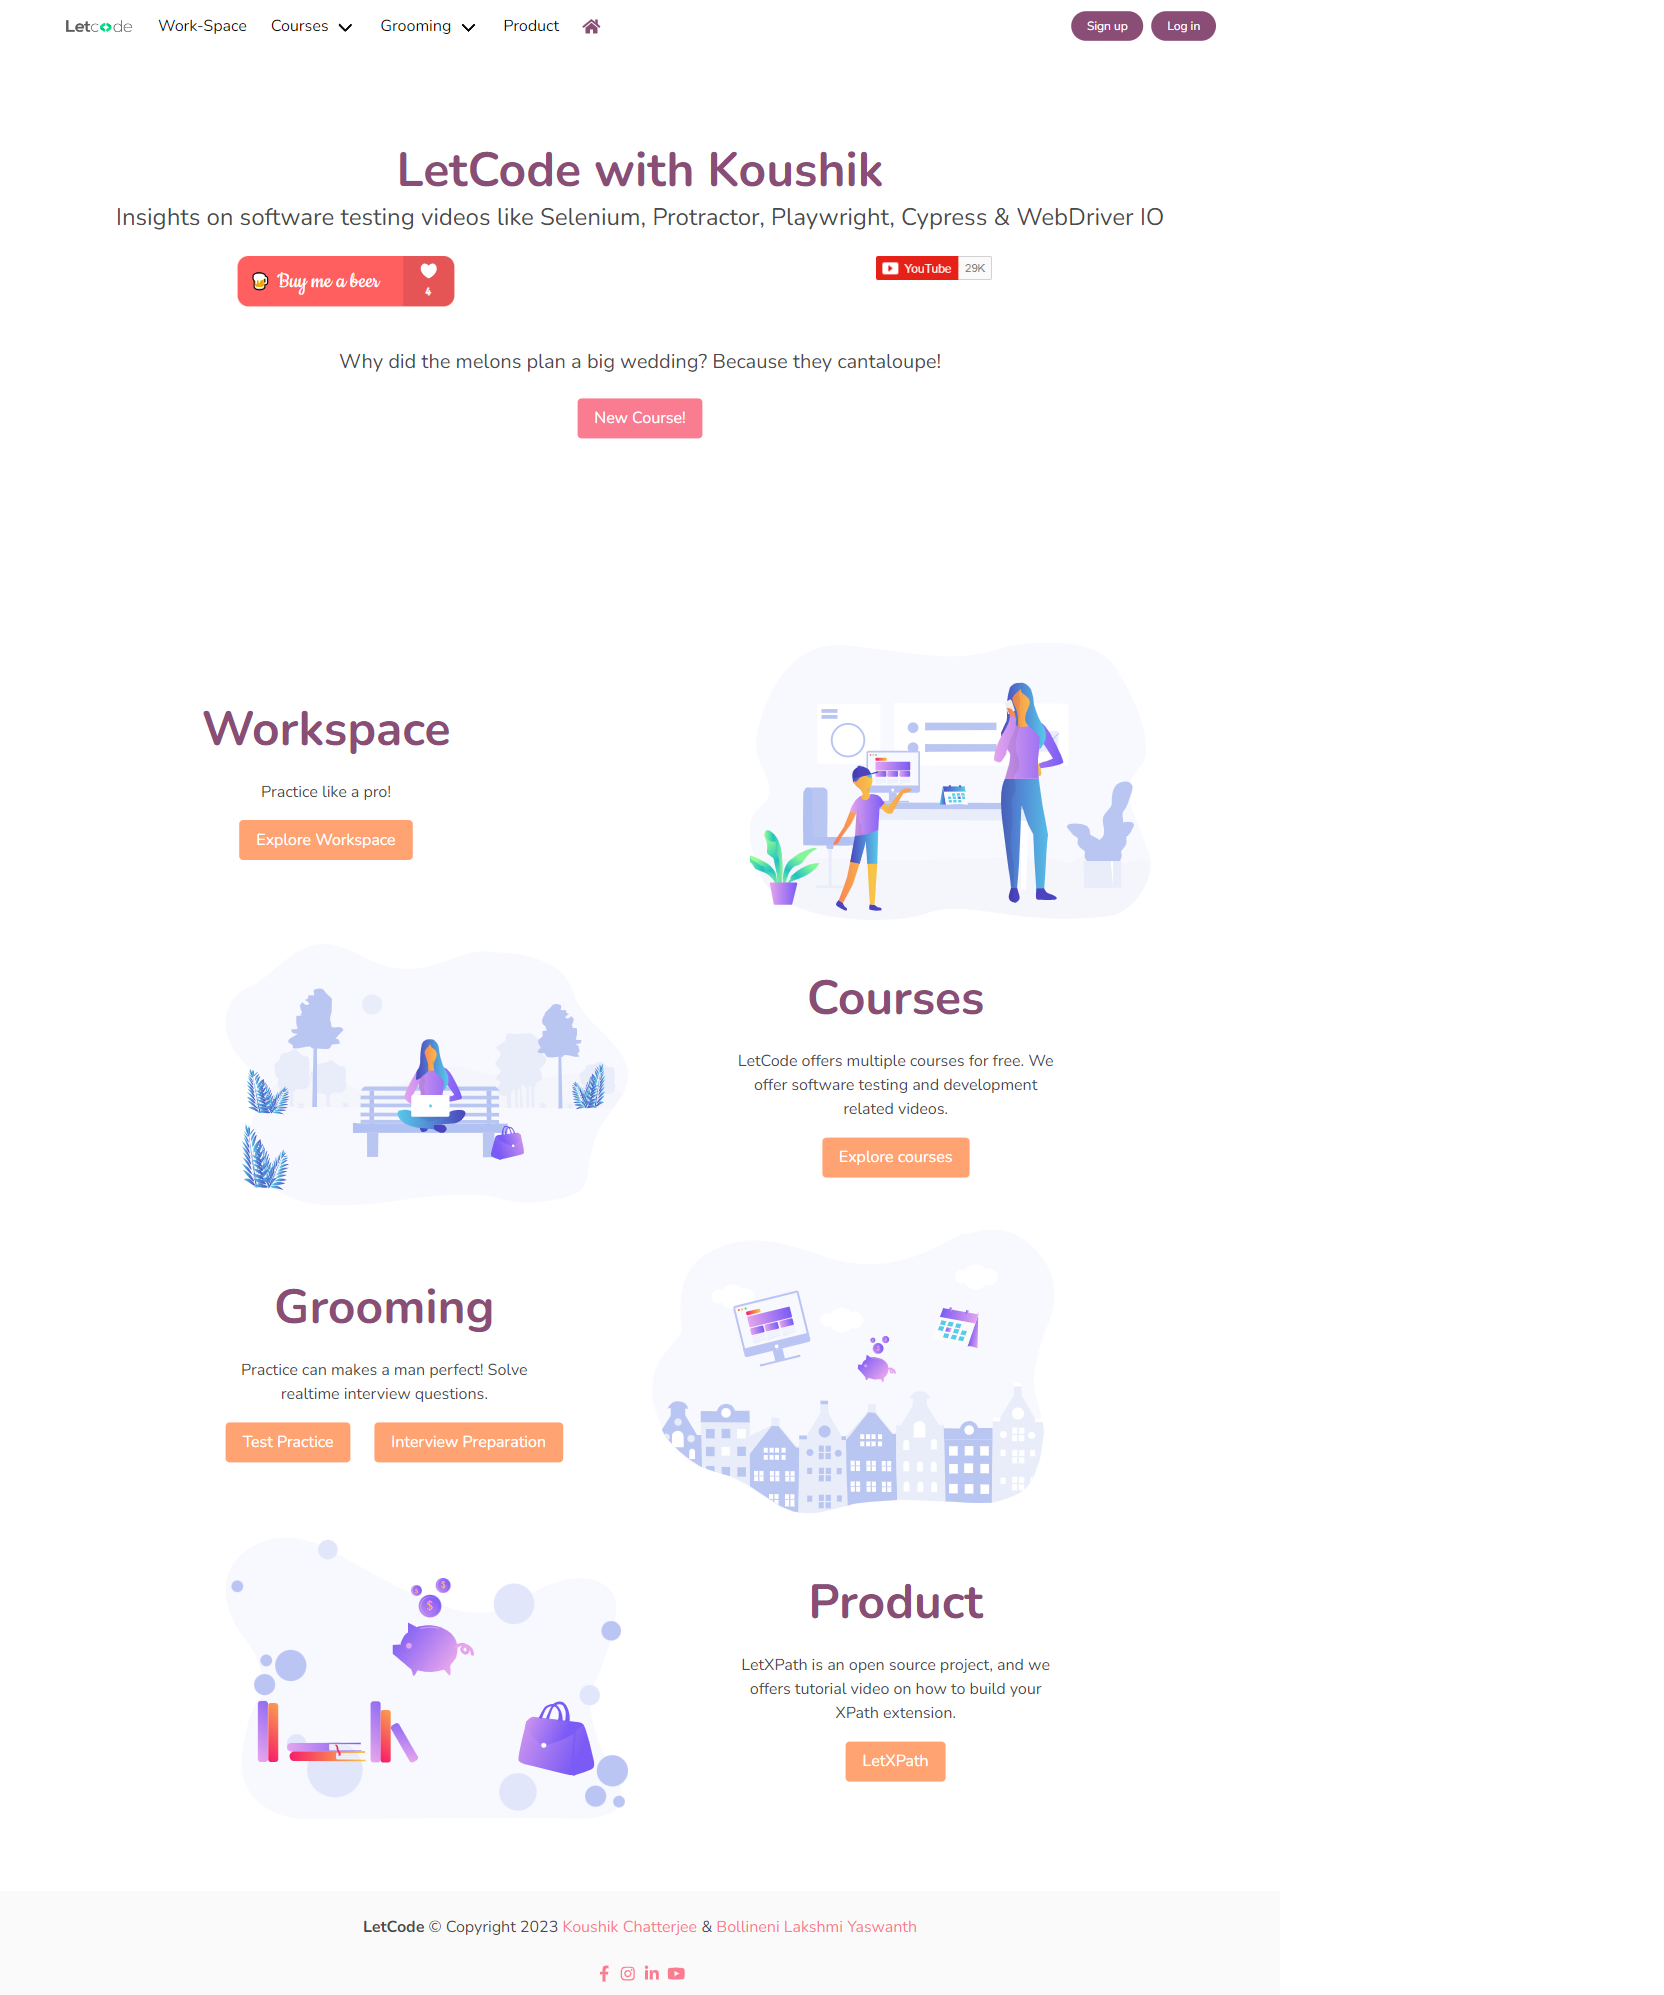 Letcode Work-Space Courses Grooming Product Sign up Log in
LetCode with Koushik
Insights on software testing videos like Selenium, Protractor, Playwright, Cypress & WebDriver IO
Buy me a beer 4 YouTube 29K
Why did the melons plan a big wedding? Because they cantaloupe!
New Course!
Workspace
Practice like a pro!
Explore Workspace
Courses
LetCode offers multiple courses for free. We
offer software testing and development
related videos.
Explore courses
Grooming
Practice can makes a man perfect! Solve
realtime interview questions.
Test Practice Interview Preparation
Product
LetXPath is an open source project, and we
offers tutorial video on how to build your
XPath extension.
LetXPath
LetCode © Copyright 2023 Koushik Chatterjee & Bollineni Lakshmi Yaswanth